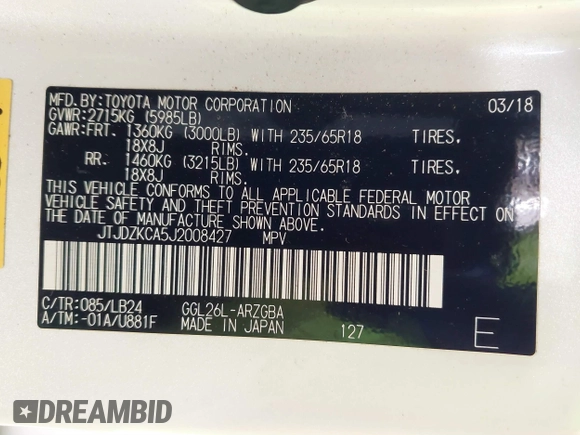 MFD.BY:TOYOTA MOTOR CORPORATION 03/18
GVWR:2715KG (5985LB)
GAWR:FRT. 1360KG (3000LB) WITH 235/65R18 TIRES,
18X8J RIMS.
RR. 1460KG (3215LB) WITH 235/65R18 TIRES,
18X8J RIMS.
THIS VEHICLE CONFORMS TO ALL APPLICABLE FEDERAL MOTOR
VEHICLE SAFETY AND THEFT PREVENTION STANDARDS IN EFFECT ON
THE DATE OF MANUFACTURE SHOWN ABOVE.
JTJDZKCA5J2008427 MPV
C/TR:085/LB24 GGL26L-ARZGBA
A/TM:-01A/U881F MADE IN JAPAN 127 E
DREAMBID